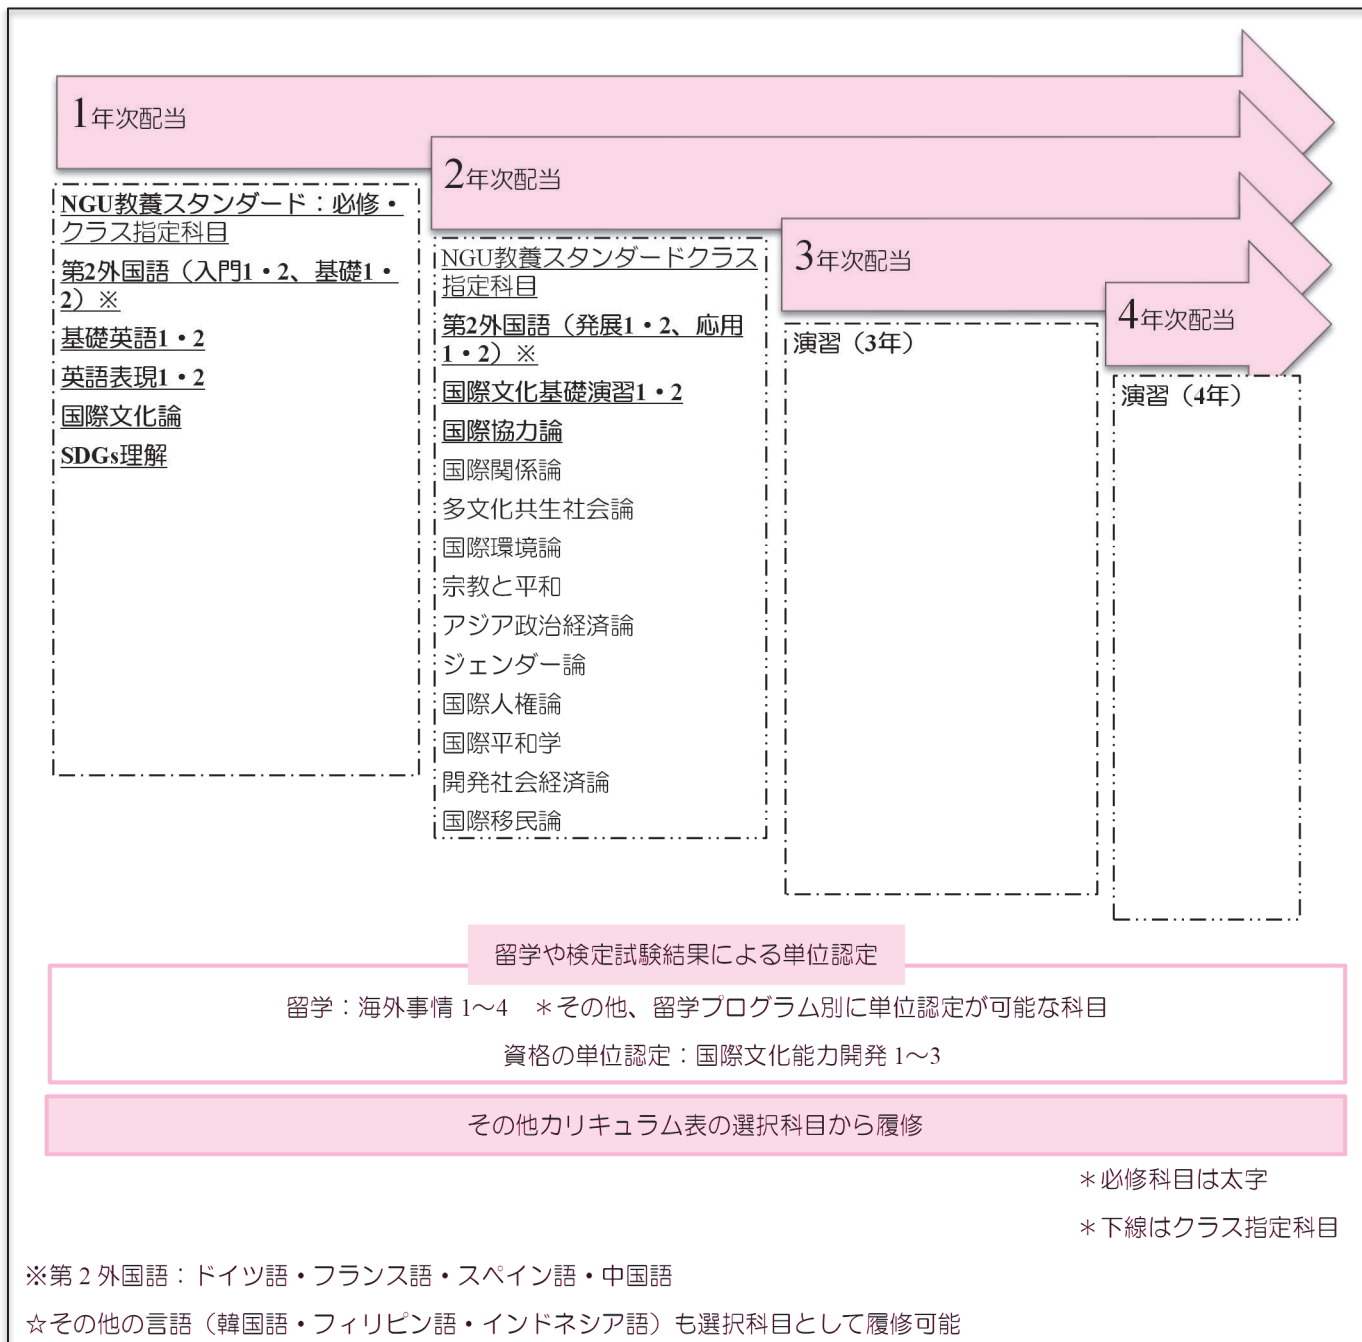 1年次配当
NGU教養スタンダード：必修・
クラス指定科目
第2外国語（入門1・2、基礎1・
2）※
基礎英語1・2
英語表現1・2
国際文化論
SDGs理解
2年次配当
NGU教養スタンダードクラス
指定科目
第2外国語（発展1・2、応用
1・2）※
国際文化基礎演習1・2
国際協力論
国際関係論
多文化共生社会論
国際環境論
宗教と平和
アジア政治経済論
ジェンダー論
国際人権論
国際平和学
開発社会経済論
国際移民論
3年次配当
演習（3年）
4年次配当
演習（4年）
留学や検定試験結果による単位認定
留学：海外事情 1～4　＊その他、留学プログラム別に単位認定が可能な科目
資格の単位認定：国際文化能力開発 1～3
その他カリキュラム表の選択科目から履修
＊必修科目は太字
＊下線はクラス指定科目
※第 2 外国語：ドイツ語・フランス語・スペイン語・中国語
☆その他の言語（韓国語・フィリピン語・インドネシア語）も選択科目として履修可能